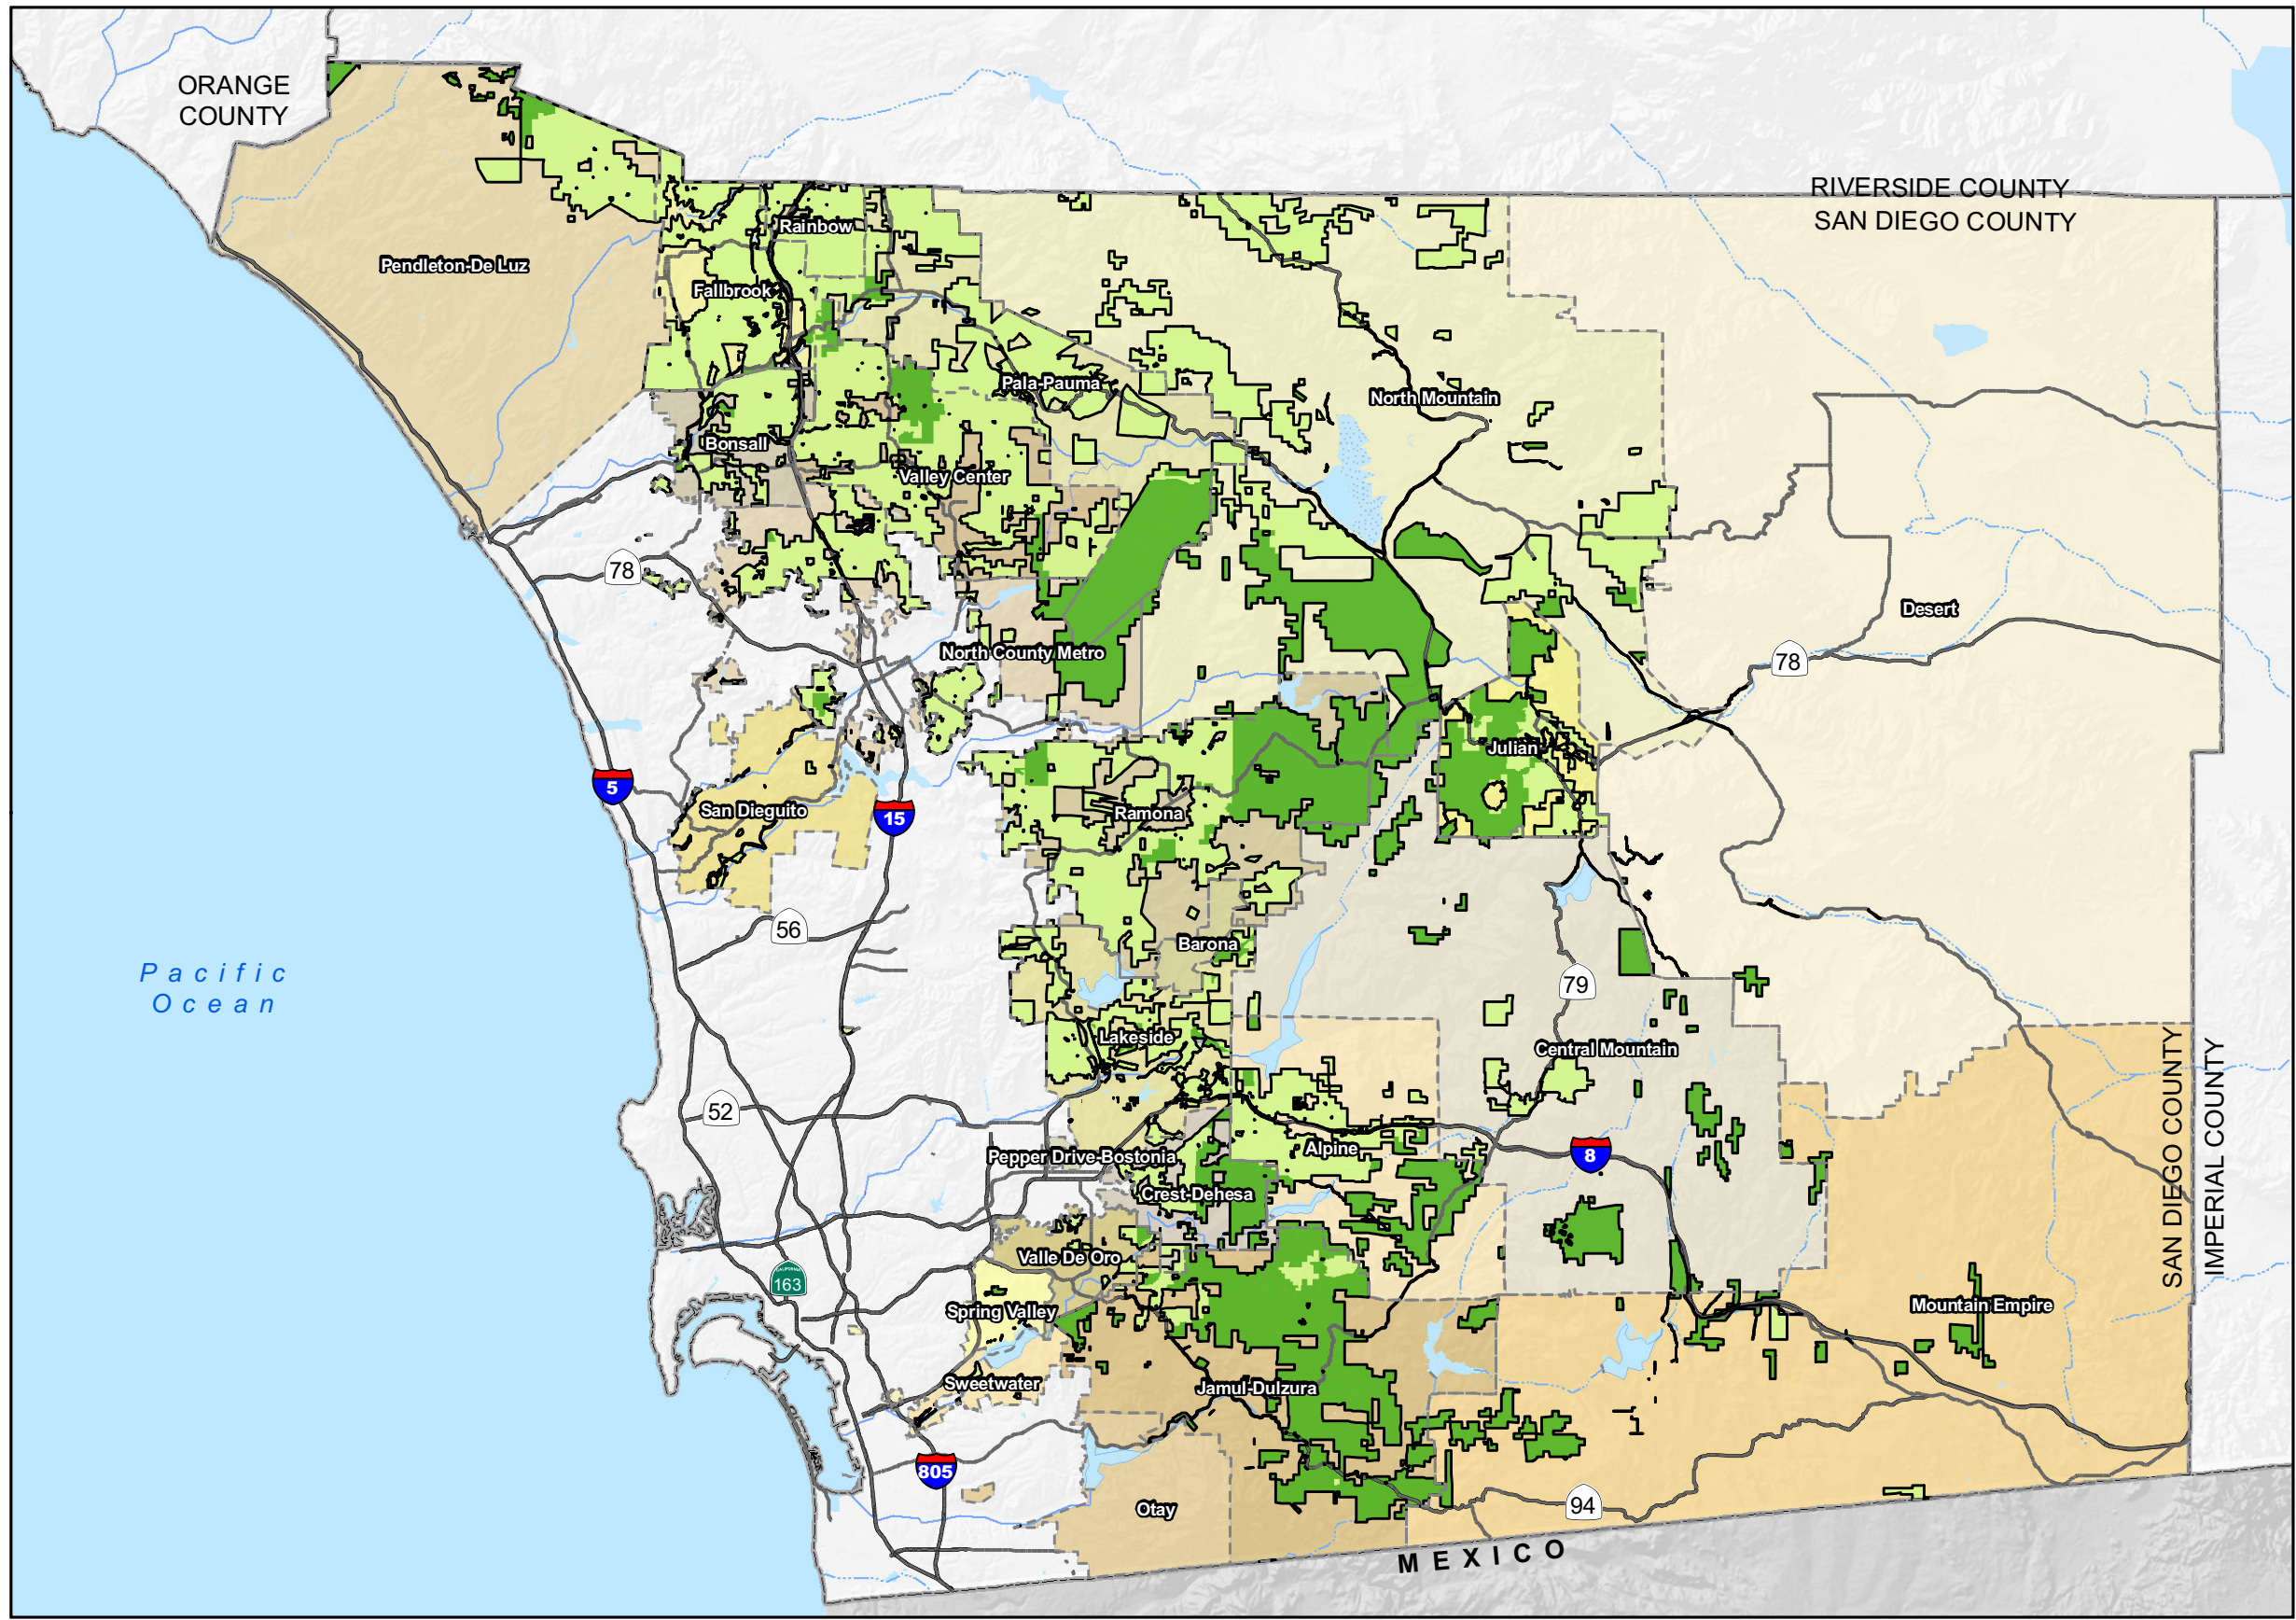 ORANGE
COUNTY
RIVERSIDE COUNTY
SAN DIEGO COUNTY
Rainbow
Pendleton-De Luz
Fallbrook
Pala-Pauma
North Mountain
Bonsall
Valley Center
78
Desert
North County Metro
78
Julian
5
San Dieguito
15
Ramona
56
Barona
Pacific
Ocean
79
Lakeside
Central Mountain
52
SAN DIEGO COUNTY
IMPERIAL COUNTY
Pepper Drive-Bostonia
Alpine
8
Crest-Dehesa
Valle De Oro
CALIFORNIA
163
Spring Valley
Mountain Empire
Sweetwater
Jamul-Dulzura
805
Otay
94
MEXICO